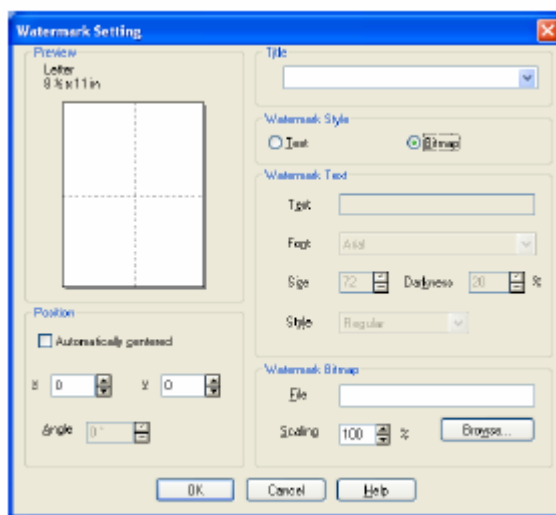 Watermark Setting
Preview
Letter
8 ½ x 11 in
Position
Automatically centered
X 0 Y 0
Angle 0 °
Title
Watermark Style
Text Bitmap
Watermark Text
Text
Font Arial
Size 72 Darkness 20 %
Style Regular
Watermark Bitmap
File
Scaling 100 % Browse...
OK Cancel Help